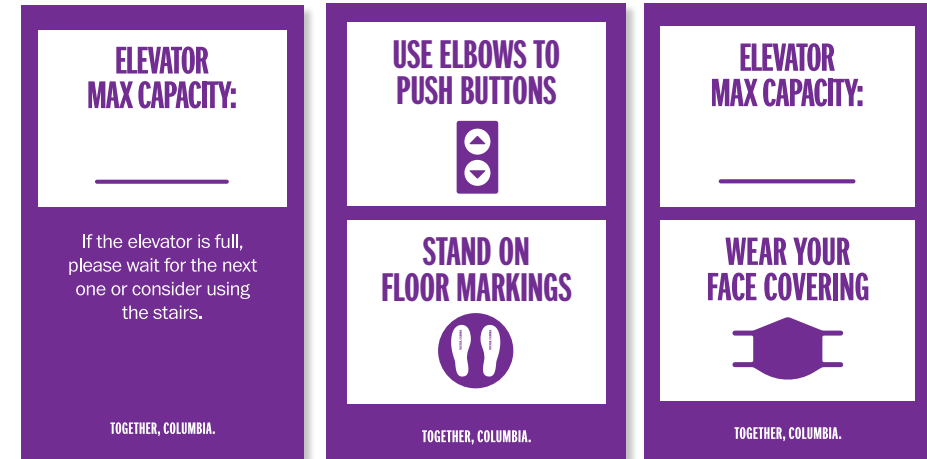 ELEVATOR
MAX CAPACITY:
If the elevator is full,
please wait for the next
one or consider using
the stairs.
TOGETHER, COLUMBIA.
USE ELBOWS TO
PUSH BUTTONS
STAND ON
FLOOR MARKINGS
TOGETHER, COLUMBIA.
ELEVATOR
MAX CAPACITY:
WEAR YOUR
FACE COVERING
TOGETHER, COLUMBIA.